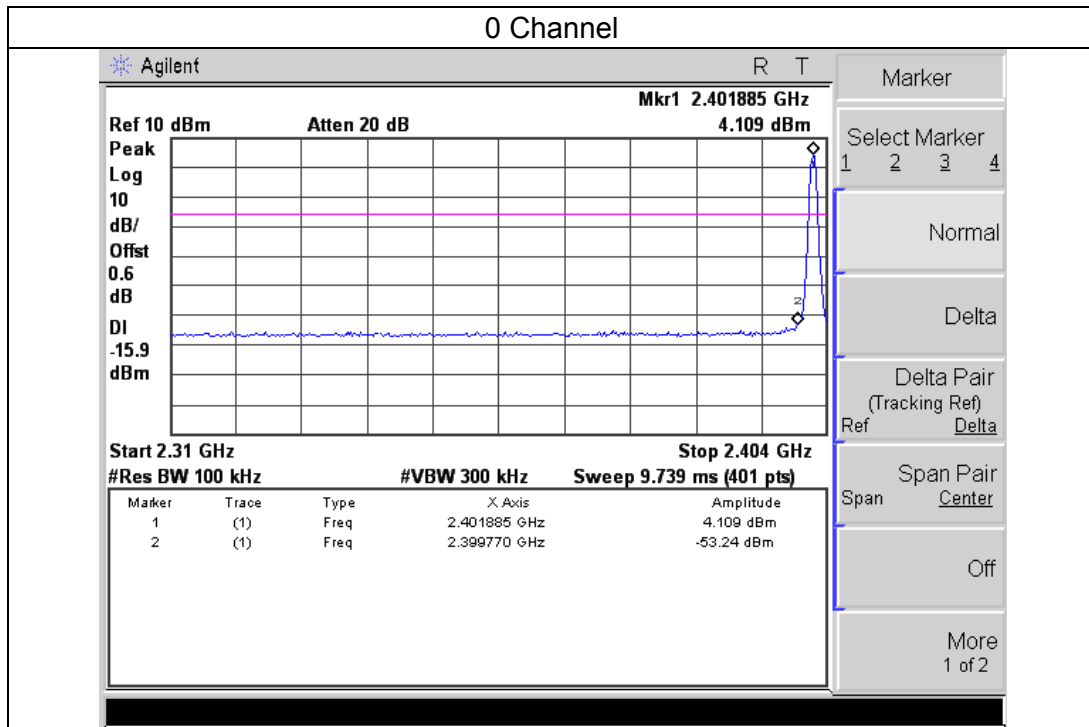 0 Channel
Agilent R T
Mkr1 2.401885 GHz
Ref 10 dBm Atten 20 dB 4.109 dBm
Peak
Log
10
dB/
Offst
0.6
dB
DI
-15.9
dBm
2
Start 2.31 GHz Stop 2.404 GHz
#Res BW 100 kHz #VBW 300 kHz Sweep 9.739 ms (401 pts)
Marker Trace Type X Axis Amplitude
1 (1) Freq 2.401885 GHz 4.109 dBm
2 (1) Freq 2.399770 GHz -53.24 dBm
Marker
Select Marker
1 2 3 4
Normal
Delta
Delta Pair
(Tracking Ref)
Ref Delta
Span Pair
Span Center
Off
More
1 of 2